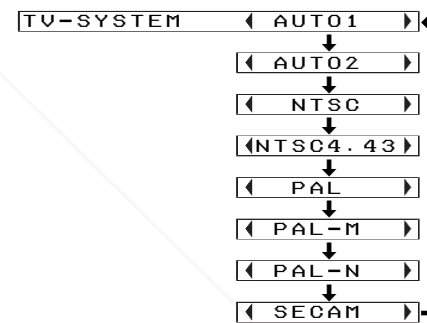 TV-SYSTEM AUTO1
AUTO2
NTSC
NTSC4.43
PAL
PAL-M
PAL-N
SECAM